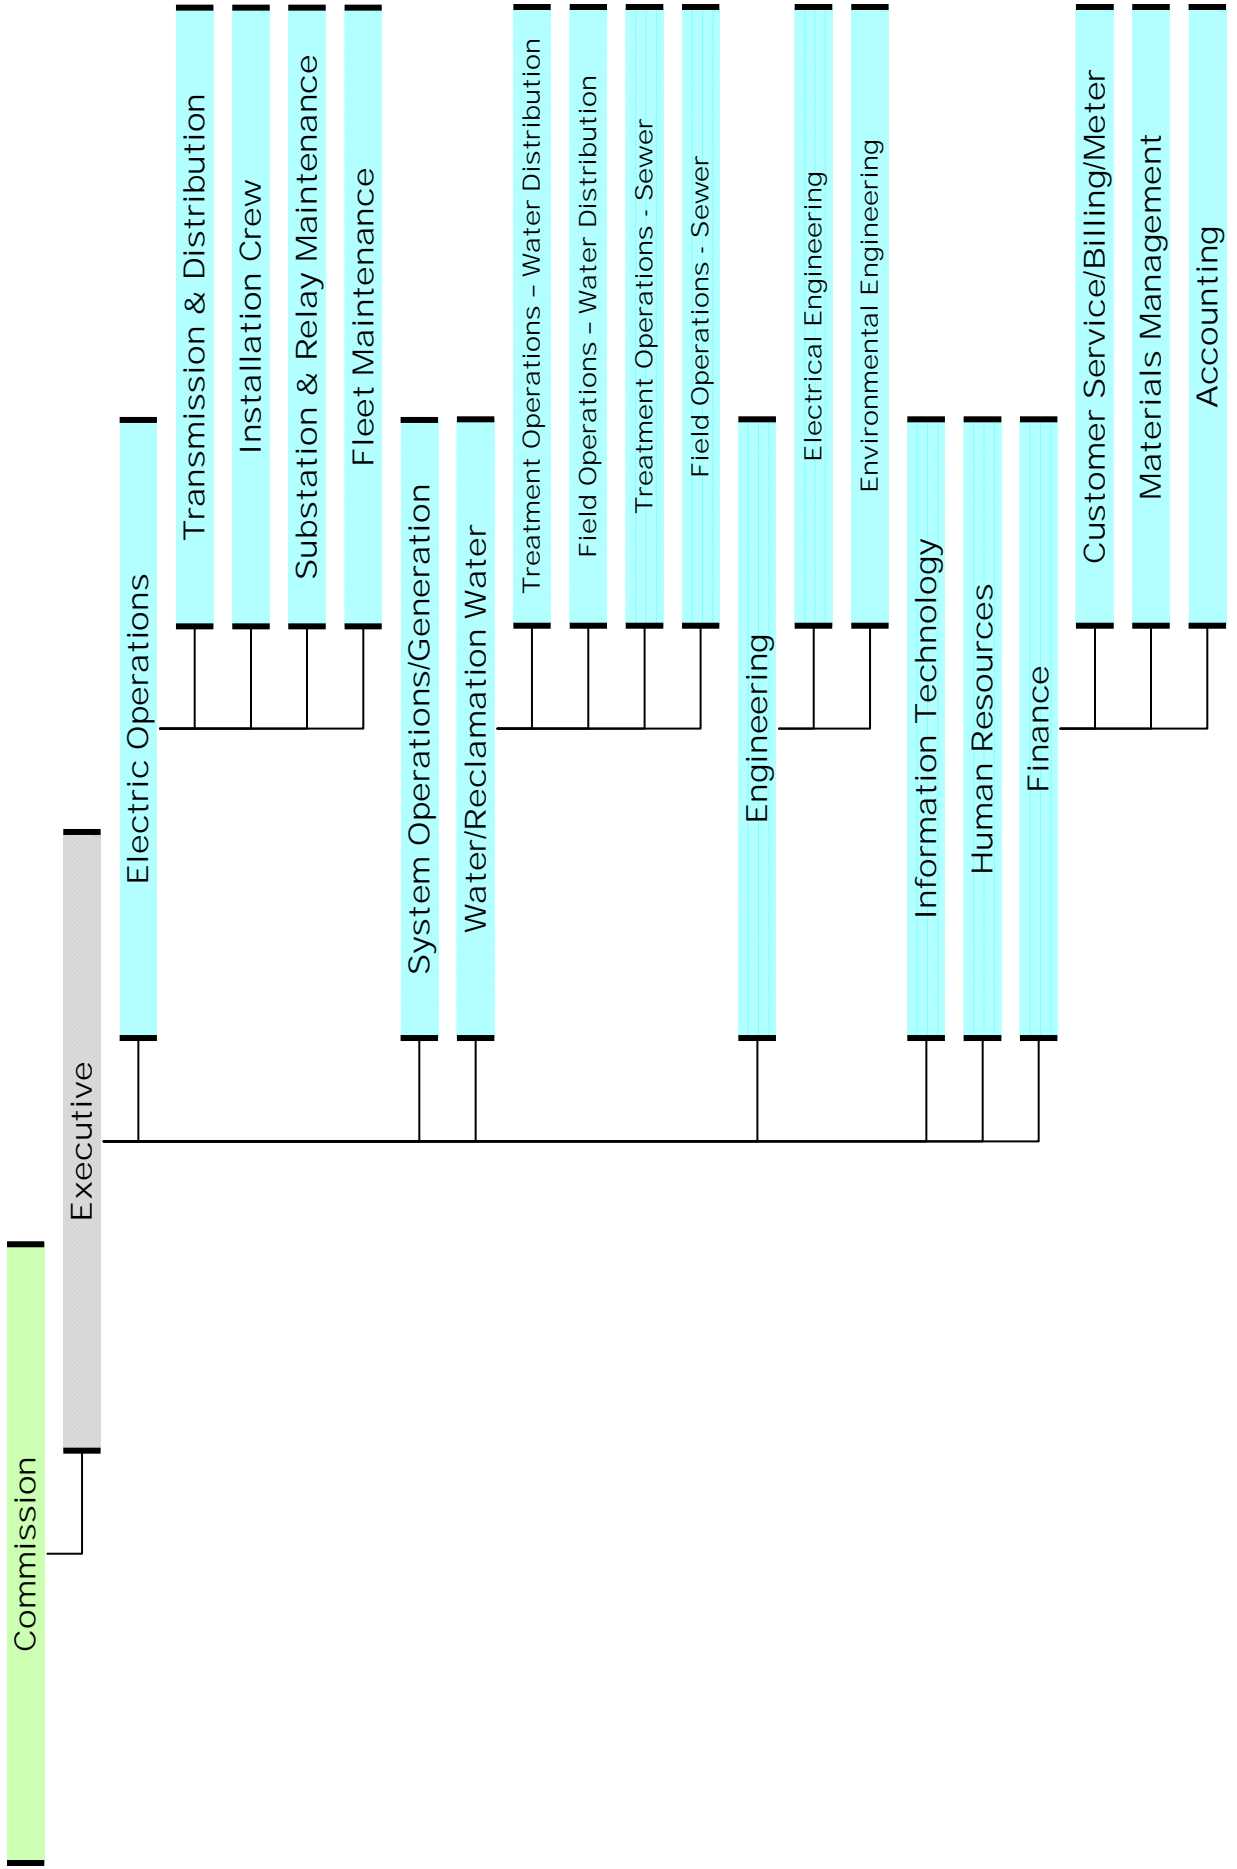 Commission
Executive
Electric Operations
Transmission & Distribution
Installation Crew
Substation & Relay Maintenance
Fleet Maintenance
System Operations/Generation
Water/Reclamation Water
Treatment Operations – Water Distribution
Field Operations – Water Distribution
Treatment Operations - Sewer
Field Operations - Sewer
Engineering
Electrical Engineering
Environmental Engineering
Information Technology
Human Resources
Finance
Customer Service/Billing/Meter
Materials Management
Accounting